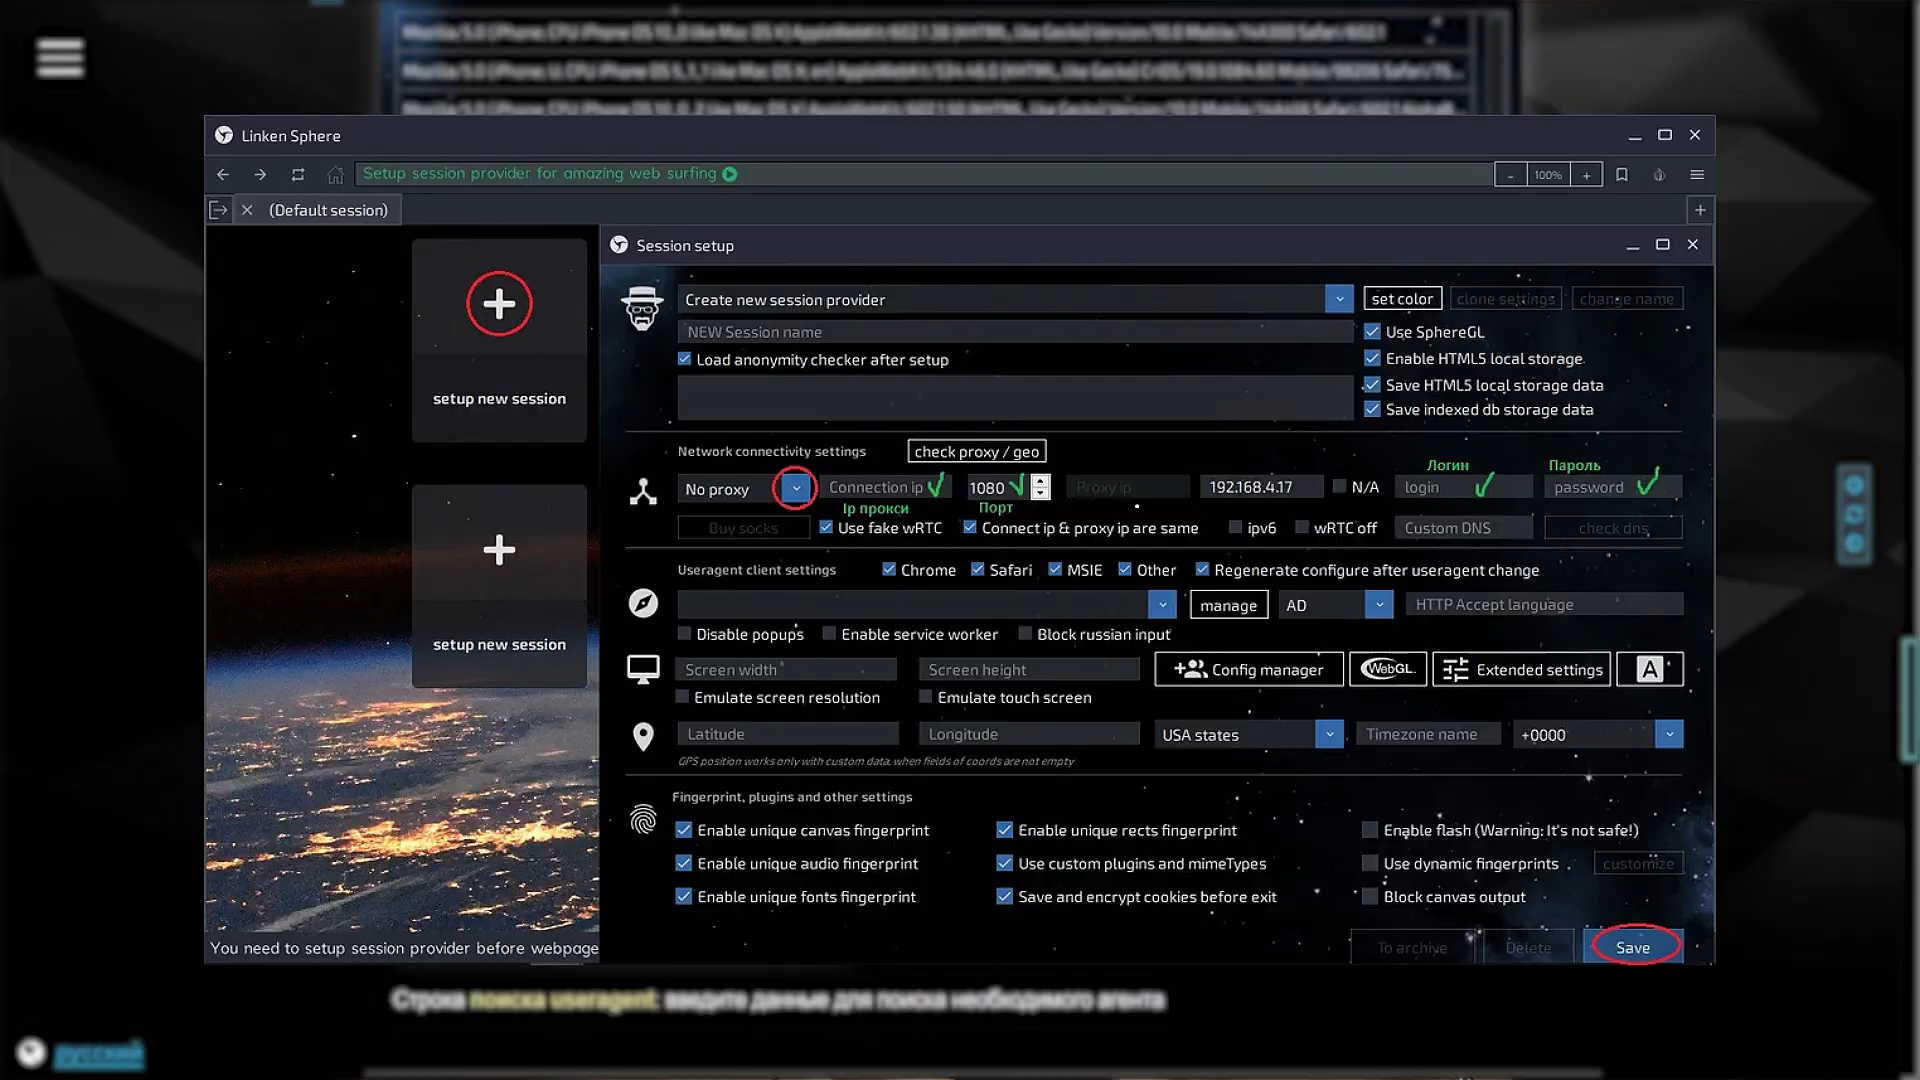 Linken Sphere
Setup session provider for amazing web surfing
- 100% +
(Default session)
setup new session
setup new session
You need to setup session provider before webpage
Session setup
Create new session provider
set color clone settings change name
NEW Session name
Use SphereGL
Load anonymity checker after setup
Enable HTML5 local storage
Save HTML5 local storage data
Save indexed db storage data
Network connectivity settings check proxy / geo
Логин Пароль
No proxy Connection ip 1080 Proxy ip 192.168.4.17 N/A login password
Ip прокси Порт
Buy socks Use fake wRTC Connect ip & proxy ip are same ipv6 wRTC off Custom DNS check dns
Useragent client settings Chrome Safari MSIE Other Regenerate configure after useragent change
manage AD HTTP Accept language
Disable popups Enable service worker Block russian input
Screen width Screen height Config manager WebGL Extended settings A
Emulate screen resolution Emulate touch screen
Latitude Longitude USA states Timezone name +0000
GPS position works only with custom data, when fields of coords are not empty
Fingerprint, plugins and other settings
Enable unique canvas fingerprint Enable unique rects fingerprint Enable flash (Warning: It's not safe!)
Enable unique audio fingerprint Use custom plugins and mimeTypes Use dynamic fingerprints customize
Enable unique fonts fingerprint Save and encrypt cookies before exit Block canvas output
To archive Delete Save
Строка поиска useragent: введите данные для поиска необходимого агента
русский